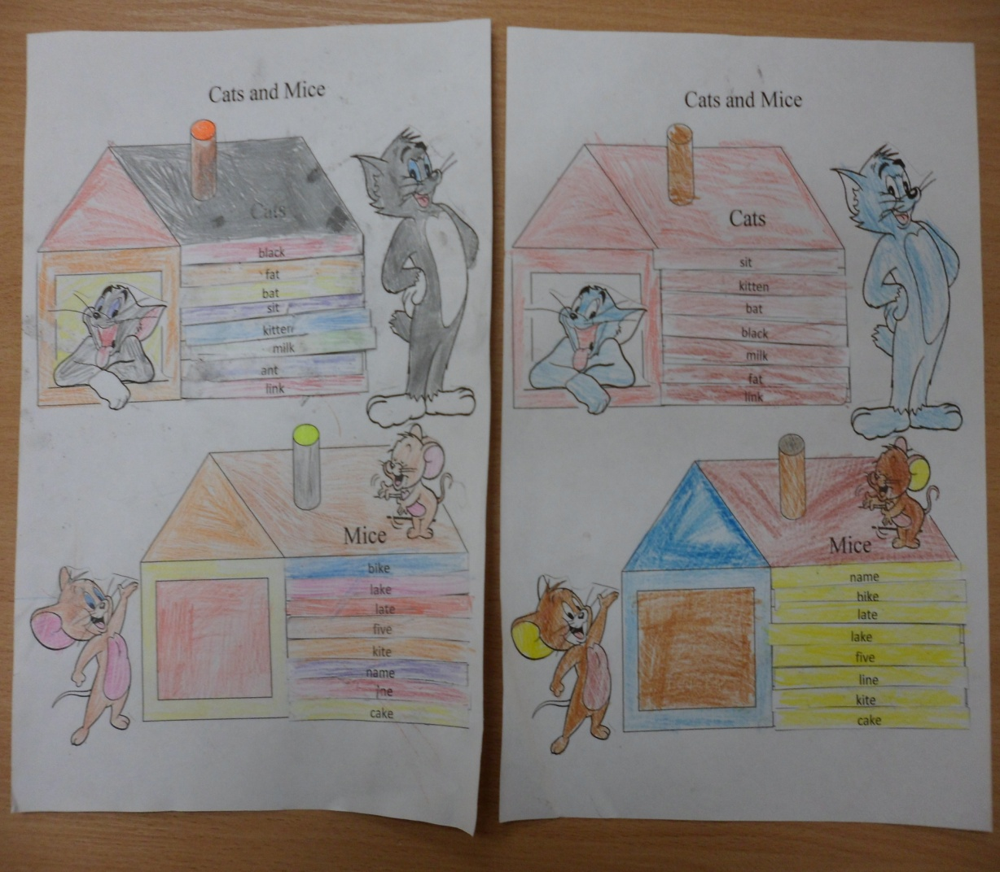 Cats and Mice
Cats
black
fat
bat
sit
kitten
milk
ant
link
Mice
bike
lake
late
five
kite
name
cake
Cats and Mice
Cats
sit
kitten
bat
black
milk
fat
link
Mice
name
bike
late
lake
five
line
kite
cake